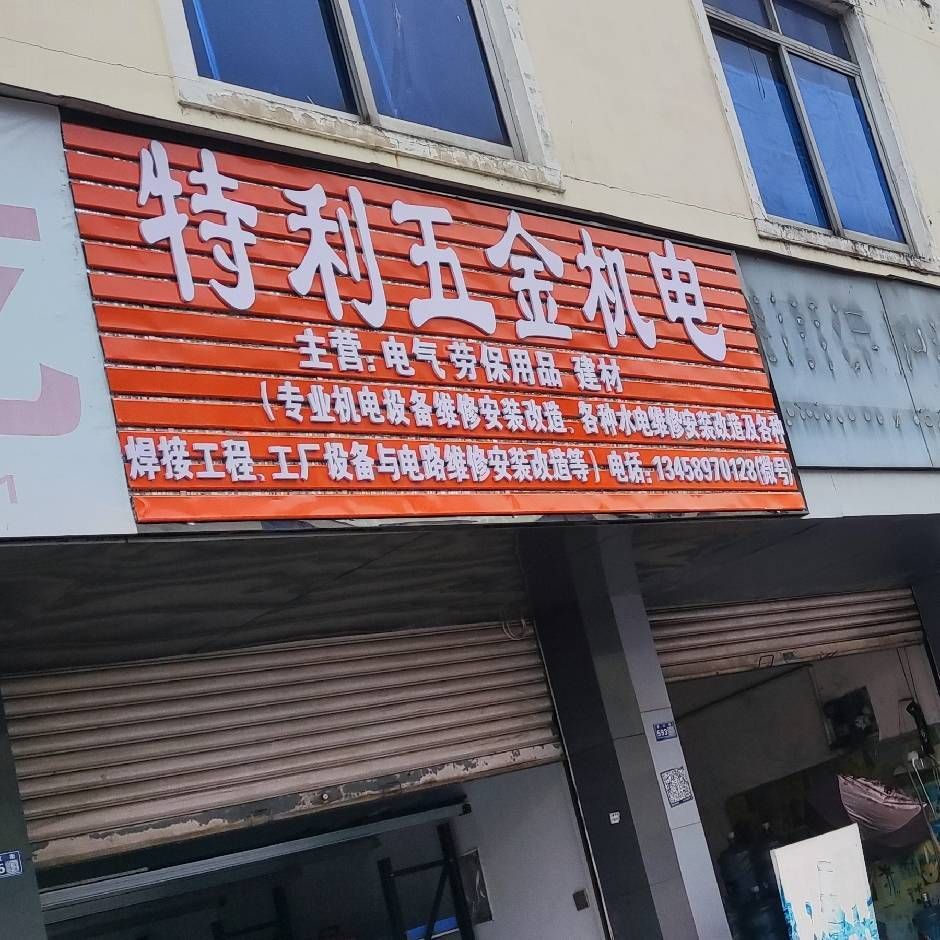 特利五金机电
主营:电气 劳保用品 建材
(专业机电设备维修安装改造、各种水电维修安装改造及各种
焊接工程、工厂设备与电路维修安装改造等)电话:13458970128(微号)